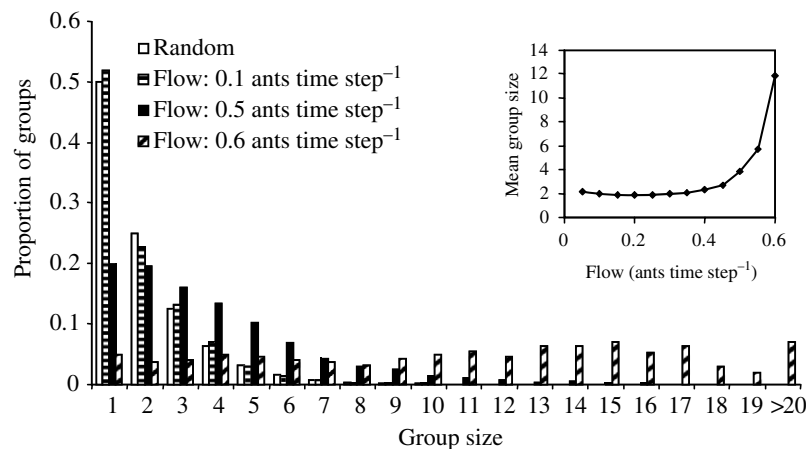 0.6
0.5
0.4
0.3
0.2
0.1
0
Proportion of groups
Random
Flow: 0.1 ants time step⁻¹
Flow: 0.5 ants time step⁻¹
Flow: 0.6 ants time step⁻¹
14
12
10
8
6
4
2
0
Mean group size
0 0.2 0.4 0.6
Flow (ants time step⁻¹)
1 2 3 4 5 6 7 8 9 10 11 12 13 14 15 16 17 18 19 >20
Group size